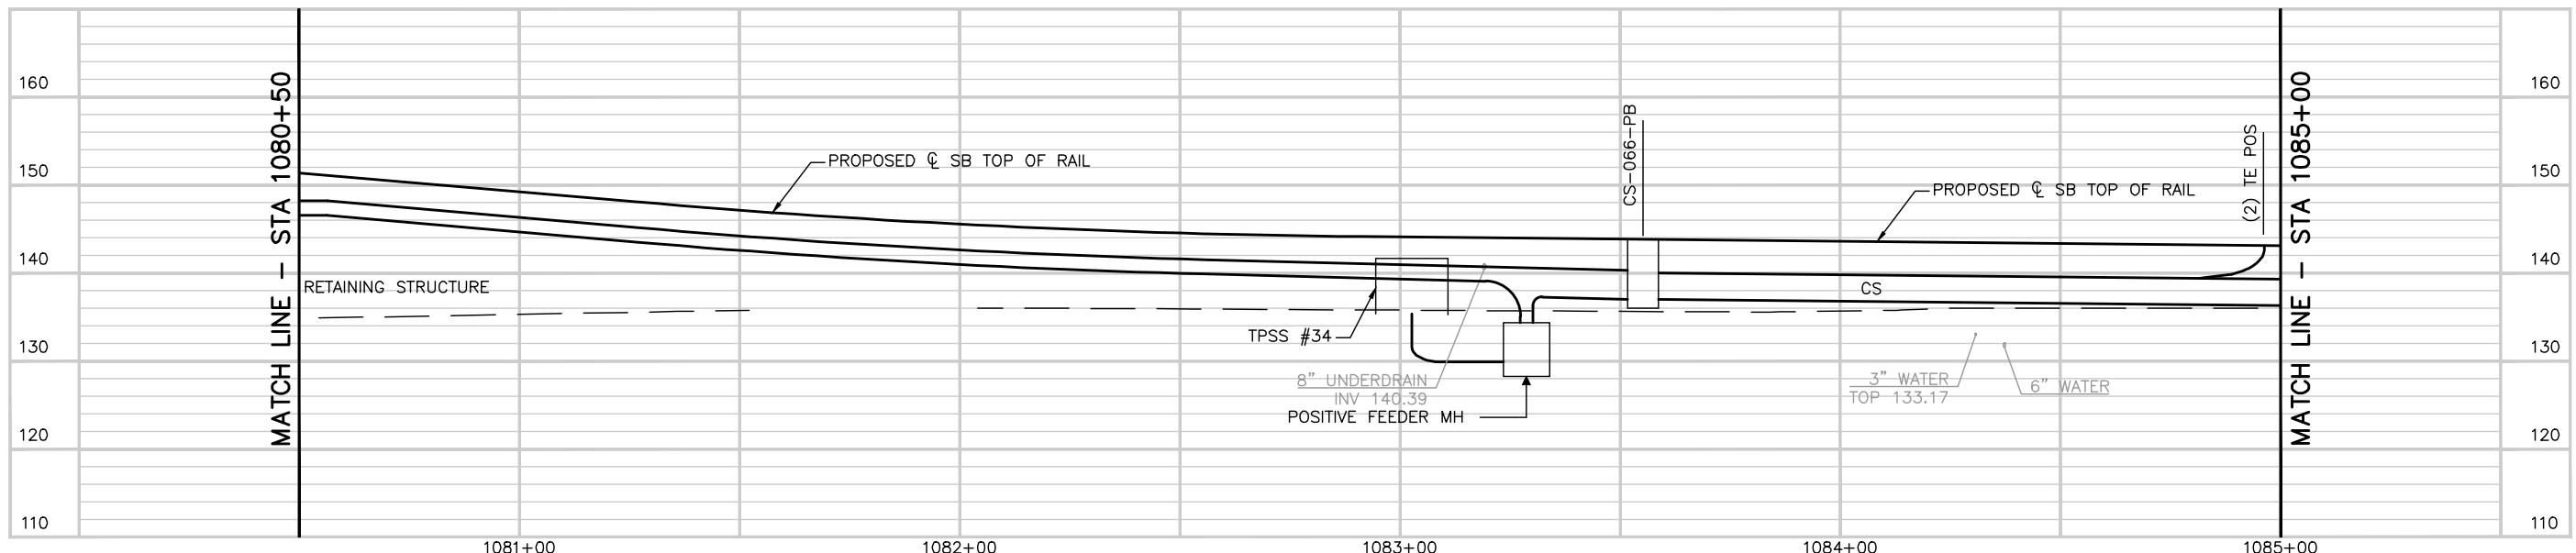 160
150
140
130
120
110
MATCH LINE - STA 1080+50
RETAINING STRUCTURE
PROPOSED ℄ SB TOP OF RAIL
TPSS #34
8" UNDERDRAIN
INV 140.39
POSITIVE FEEDER MH
CS-066-PB
PROPOSED ℄ SB TOP OF RAIL
CS
3" WATER
TOP 133.17
6" WATER
(2) TE POS
MATCH LINE - STA 1085+00
160
150
140
130
120
110
1081+00
1082+00
1083+00
1084+00
1085+00